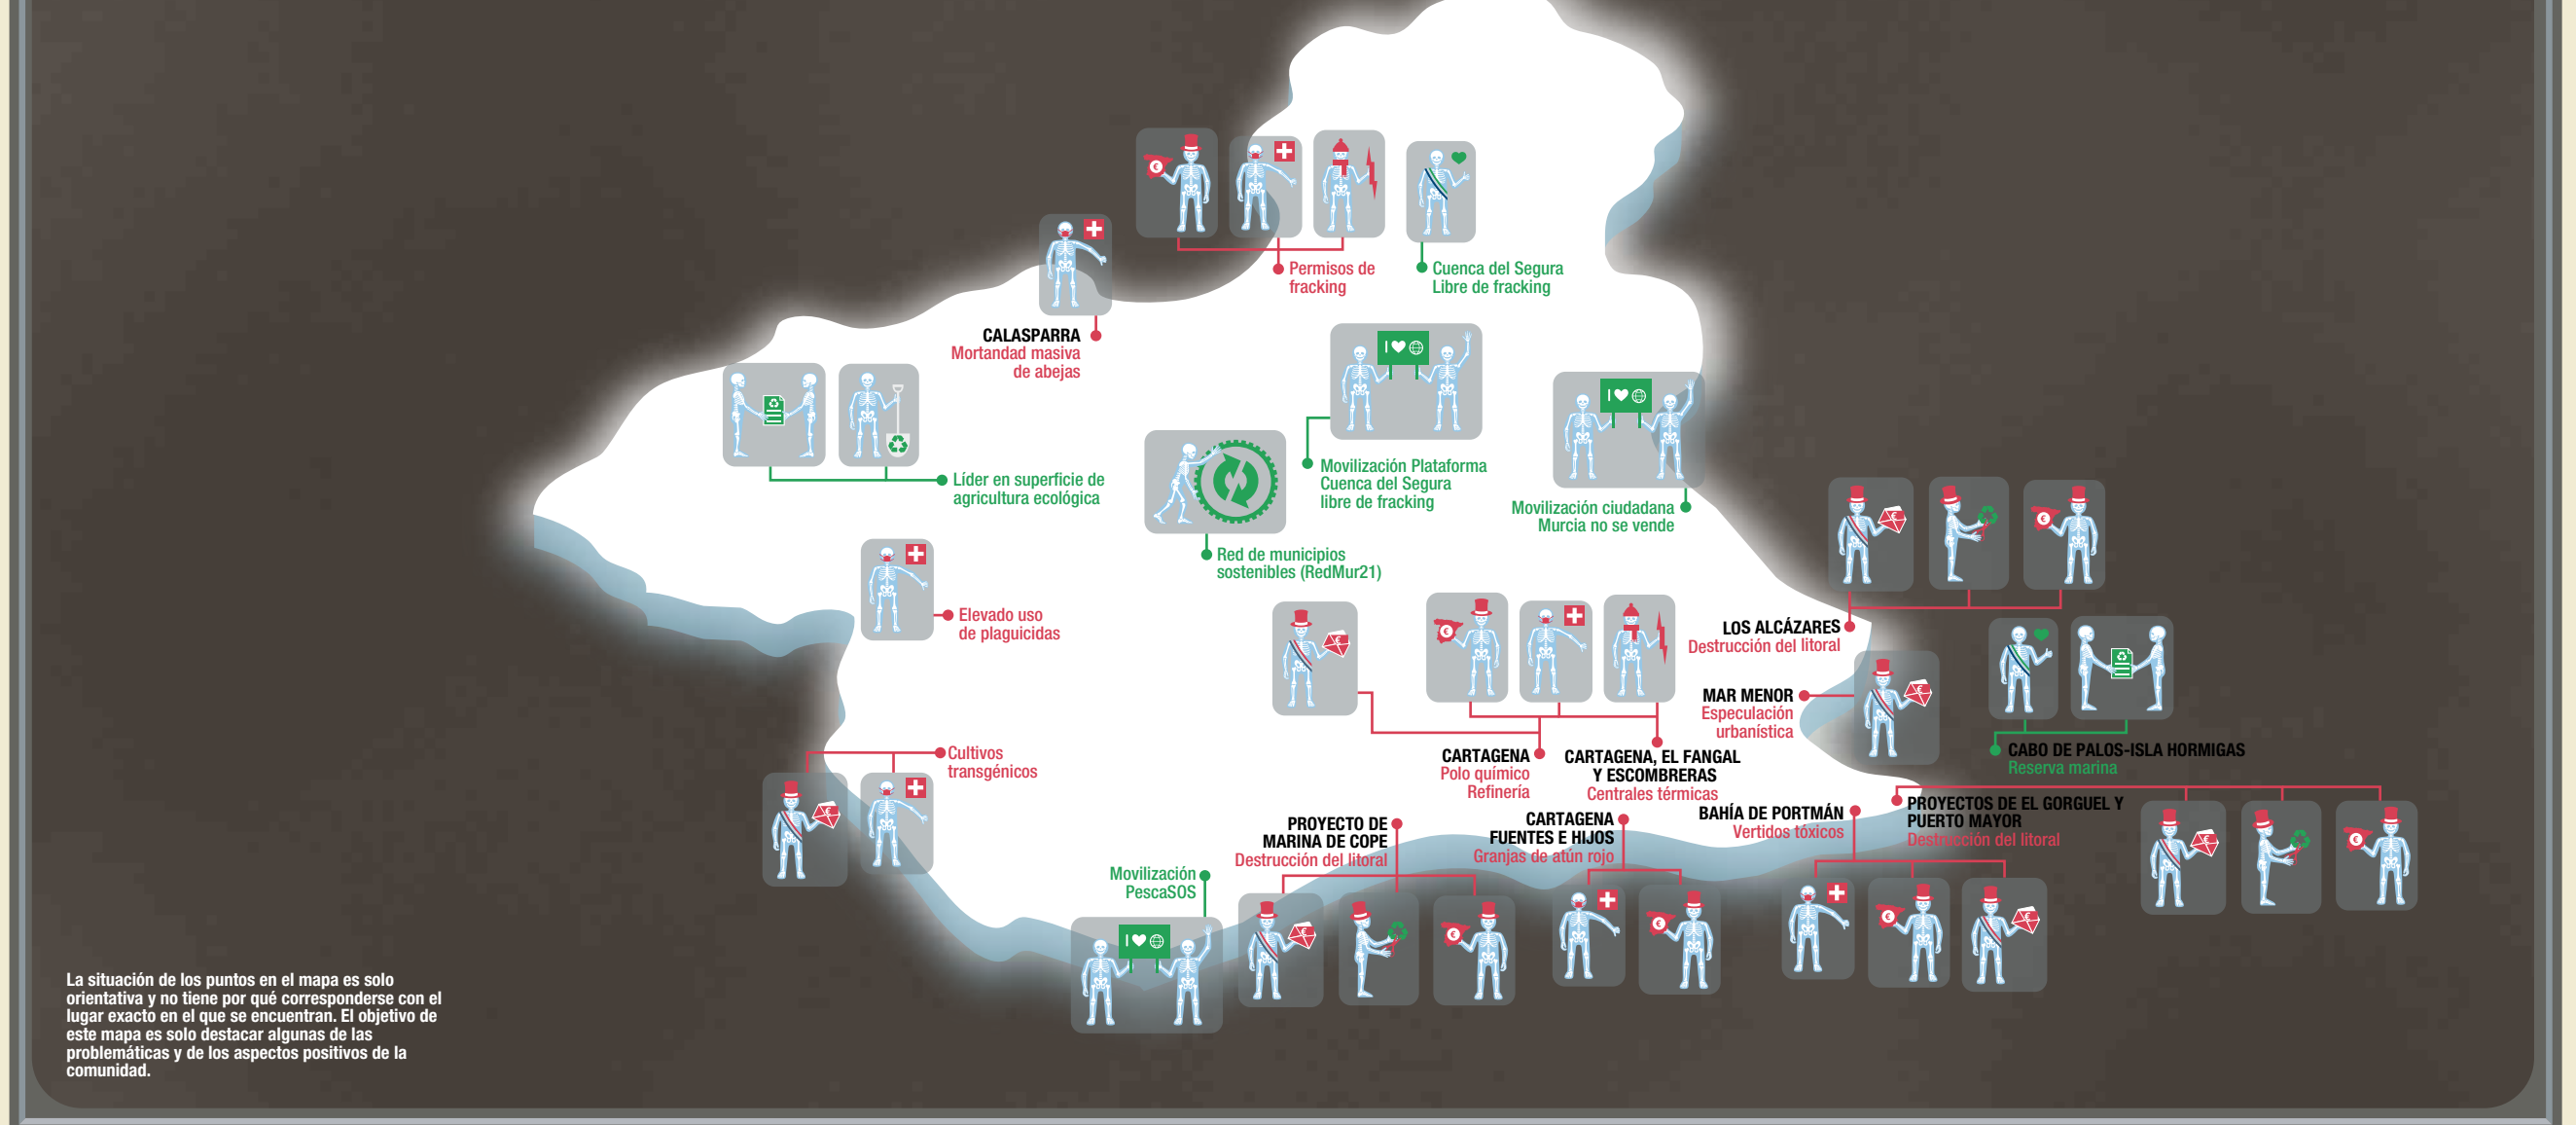 Permisos de
fracking
Cuenca del Segura
Libre de fracking
CALASPARRA
Mortandad masiva
de abejas
I
I
Líder en superficie de
agricultura ecológica
Movilización Plataforma
Cuenca del Segura
libre de fracking
Movilización ciudadana
Murcia no se vende
Red de municipios
sostenibles (RedMur21)
Elevado uso
de plaguicidas
LOS ALCÁZARES
Destrucción del litoral
MAR MENOR
Especulación
urbanística
CABO DE PALOS-ISLA HORMIGAS
Reserva marina
Cultivos
transgénicos
CARTAGENA
Polo químico
Refinería
CARTAGENA, EL FANGAL
Y ESCOMBRERAS
Centrales térmicas
PROYECTO DE
MARINA DE COPE
Destrucción del litoral
CARTAGENA
FUENTES E HIJOS
Granjas de atún rojo
BAHÍA DE PORTMÁN
Vertidos tóxicos
PROYECTOS DE EL GORGUEL Y
PUERTO MAYOR
Destrucción del litoral
Movilización
PescaSOS
I
La situación de los puntos en el mapa es solo
orientativa y no tiene por qué corresponderse con el
lugar exacto en el que se encuentran. El objetivo de
este mapa es solo destacar algunas de las
problemáticas y de los aspectos positivos de la
comunidad.